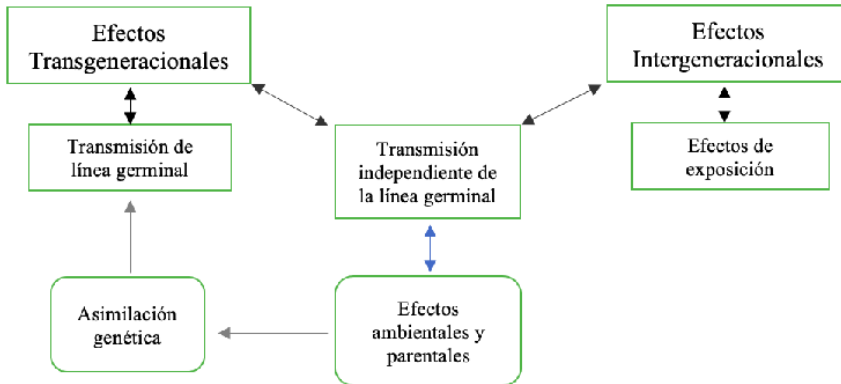 Efectos
Transgeneracionales
Efectos
Intergeneracionales
Transmisión de
línea germinal
Transmisión
independiente de
la línea germinal
Efectos de
exposición
Asimilación
genética
Efectos
ambientales y
parentales